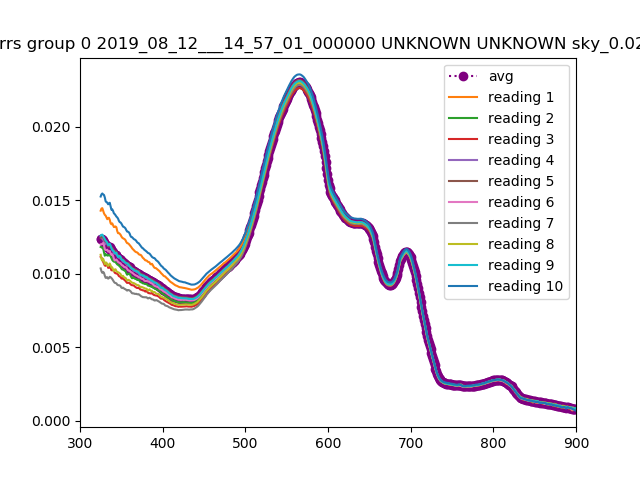 rrs group 0 2019_08_12___14_57_01_000000 UNKNOWN UNKNOWN sky_0.02
avg
reading 1
reading 2
reading 3
reading 4
reading 5
reading 6
reading 7
reading 8
reading 9
reading 10
0.020
0.015
0.010
0.005
0.000
300 400 500 600 700 800 900